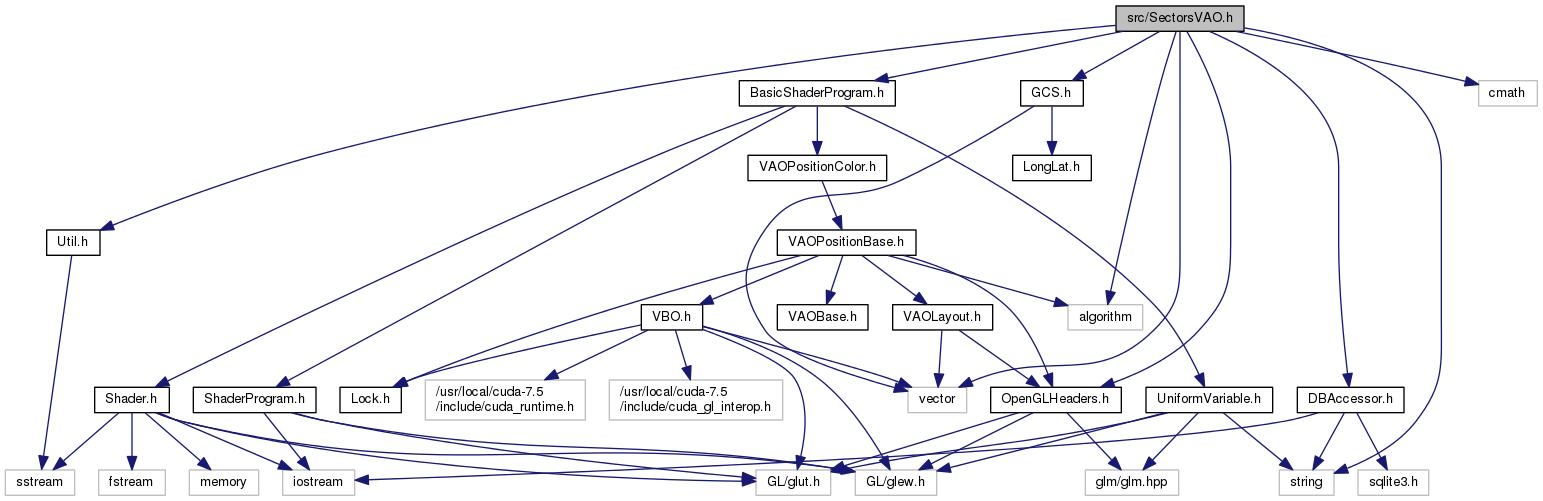 src/SectorsVAO.h
BasicShaderProgram.h
GCS.h
cmath
VAOPositionColor.h
LongLat.h
Util.h
VAOPositionBase.h
VBO.h
VAOBase.h
VAOLayout.h
algorithm
Shader.h
ShaderProgram.h
Lock.h
/usr/local/cuda-7.5
/include/cuda_runtime.h
/usr/local/cuda-7.5
/include/cuda_gl_interop.h
vector
OpenGLHeaders.h
UniformVariable.h
DBAccessor.h
sstream
fstream
memory
iostream
GL/glut.h
GL/glew.h
glm/glm.hpp
string
sqlite3.h